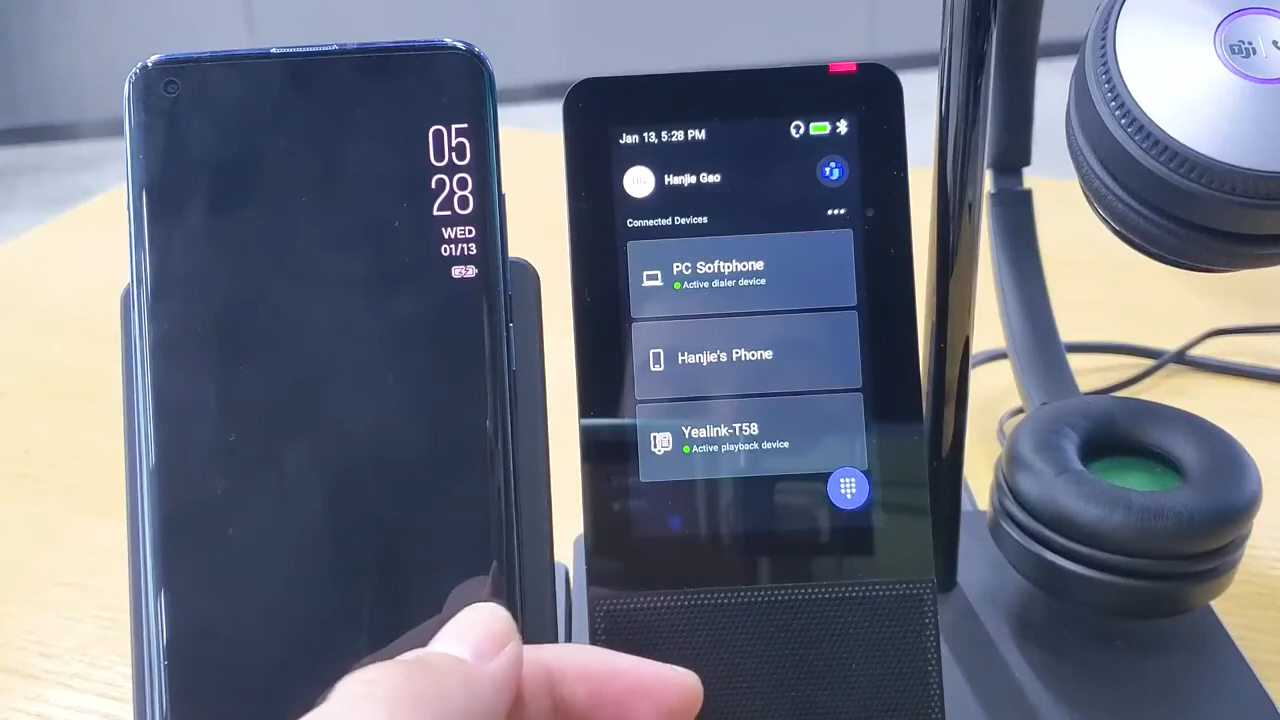 05
28
WED
01/13
Jan 13, 5:28 PM
Hanjie Gao
Connected Devices
PC Softphone
Active dialer device
Hanjie's Phone
Yealink-T58
Active playback device